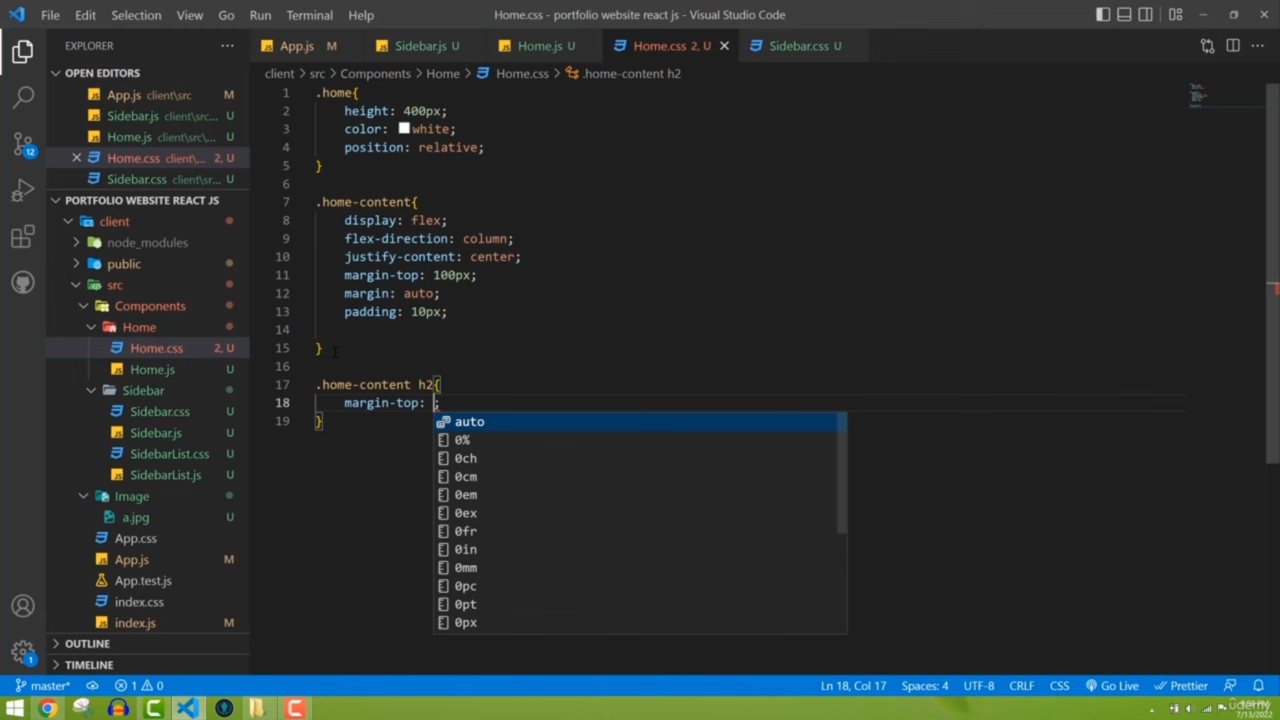 File Edit Selection View Go Run Terminal Help Home.css - portfolio website react js - Visual Studio Code
EXPLORER App.js M Sidebar.js U Home.js U Home.css 2, U Sidebar.css U
OPEN EDITORS
App.js client\src M
Sidebar.js client\src\... U
Home.js client\src\... U
Home.css client\... 2, U
Sidebar.css client\sr... U
PORTFOLIO WEBSITE REACT JS
client
node_modules
public
src
Components
Home
Home.css 2, U
Home.js U
Sidebar
Sidebar.css U
Sidebar.js U
SidebarList.css U
SidebarList.js U
Image
a.jpg U
App.css
App.js M
App.test.js
index.css
index.js M
OUTLINE
TIMELINE
client > src > Components > Home > Home.css > .home-content h2
1 .home{
2 height: 400px;
3 color: white;
4 position: relative;
5 }
6
7 .home-content{
8 display: flex;
9 flex-direction: column;
10 justify-content: center;
11 margin-top: 100px;
12 margin: auto;
13 padding: 10px;
14
15 }
16
17 .home-content h2{
18 margin-top: ;
19 }
auto
0%
0ch
0cm
0em
0ex
0fr
0in
0mm
0pc
0pt
0px
12
1
master* 1 0 Ln 18, Col 17 Spaces: 4 UTF-8 CRLF CSS Go Live Prettier
udemy
7/13/2022